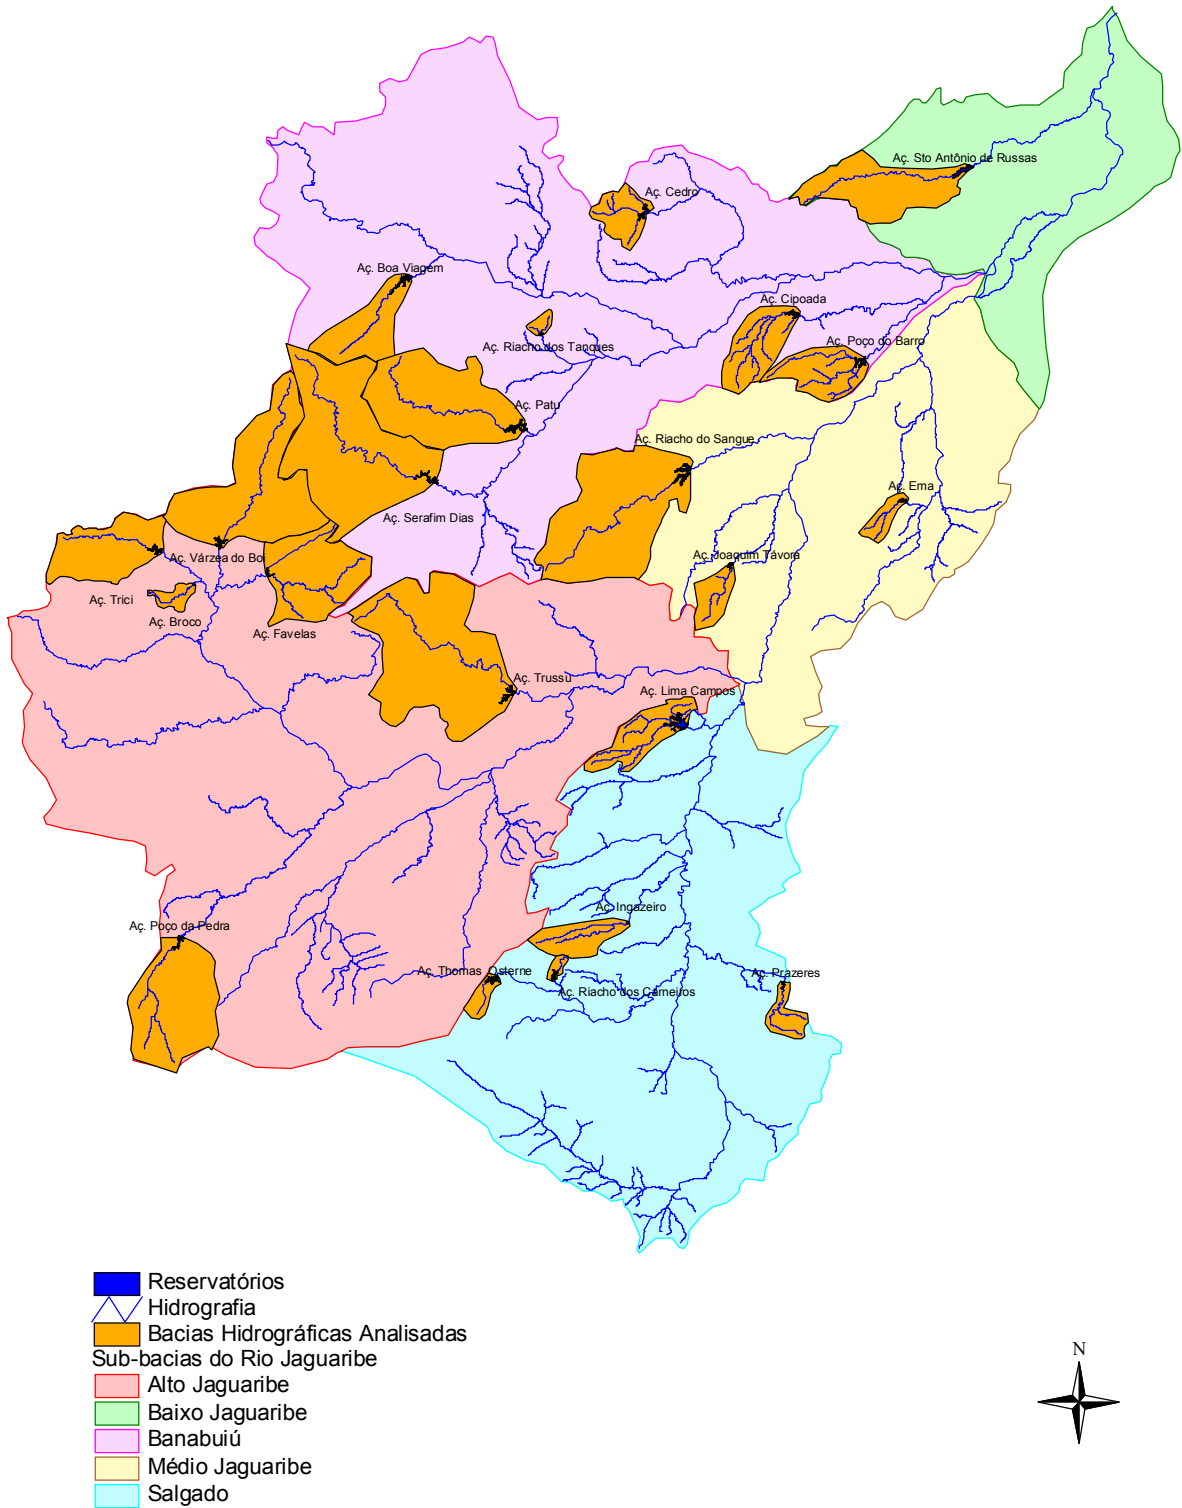 Aç. Sto Antônio de Russas
Aç. Cedro
Aç. Boa Viagem
Aç. Cipoada
Aç. Riacho dos Tanques
Aç. Poço do Barro
Aç. Patu
Aç. Riacho do Sangue
Aç. Ema
Aç. Serafim Dias
Aç. Várzea do Boi
Aç. Joaquim Távora
Aç. Trici
Aç. Broco
Aç. Favelas
Aç. Trussu
Aç. Lima Campos
Aç. Ingazeiro
Aç. Poço da Pedra
Aç. Thomas Osterne
Aç. Prazeres
Aç. Riacho dos Carneiros
Reservatórios
Hidrografia
Bacias Hidrográficas Analisadas
Sub-bacias do Rio Jaguaribe
Alto Jaguaribe
Baixo Jaguaribe
Banabuiú
Médio Jaguaribe
Salgado
N